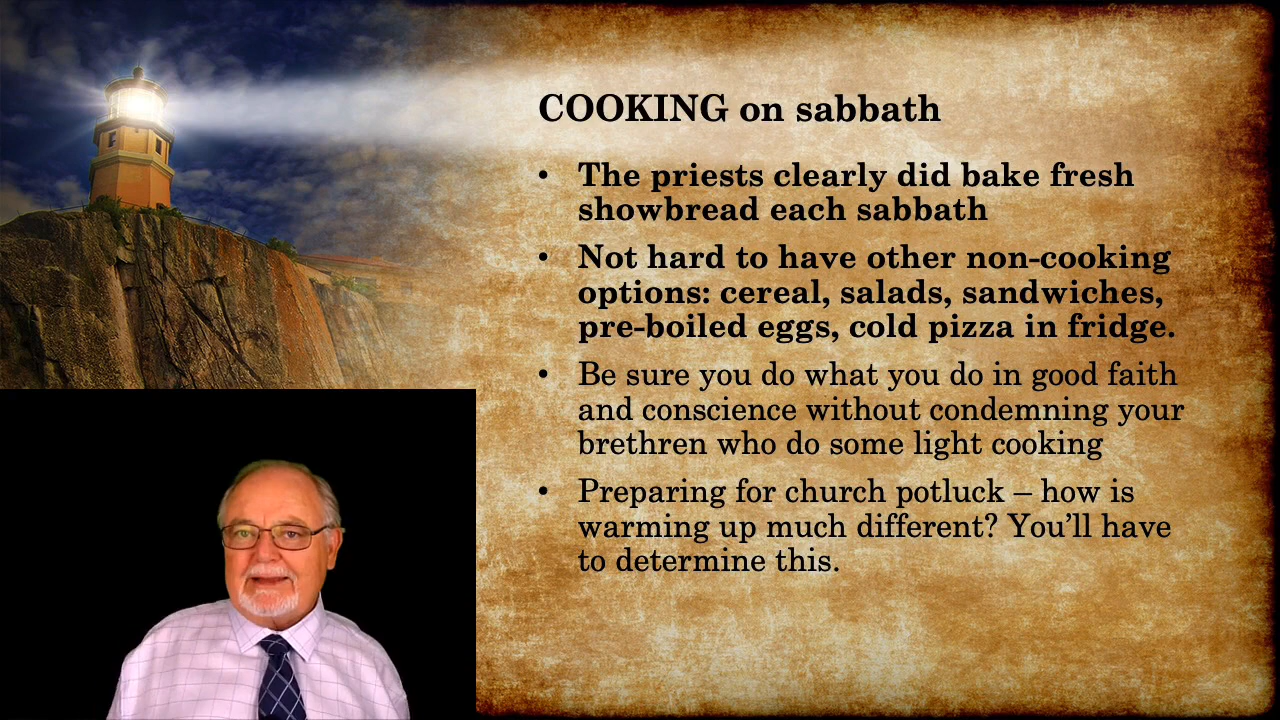 COOKING on sabbath
• The priests clearly did bake fresh
showbread each sabbath
• Not hard to have other non-cooking
options: cereal, salads, sandwiches,
pre-boiled eggs, cold pizza in fridge.
• Be sure you do what you do in good faith
and conscience without condemning your
brethren who do some light cooking
• Preparing for church potluck – how is
warming up much different? You’ll have
to determine this.